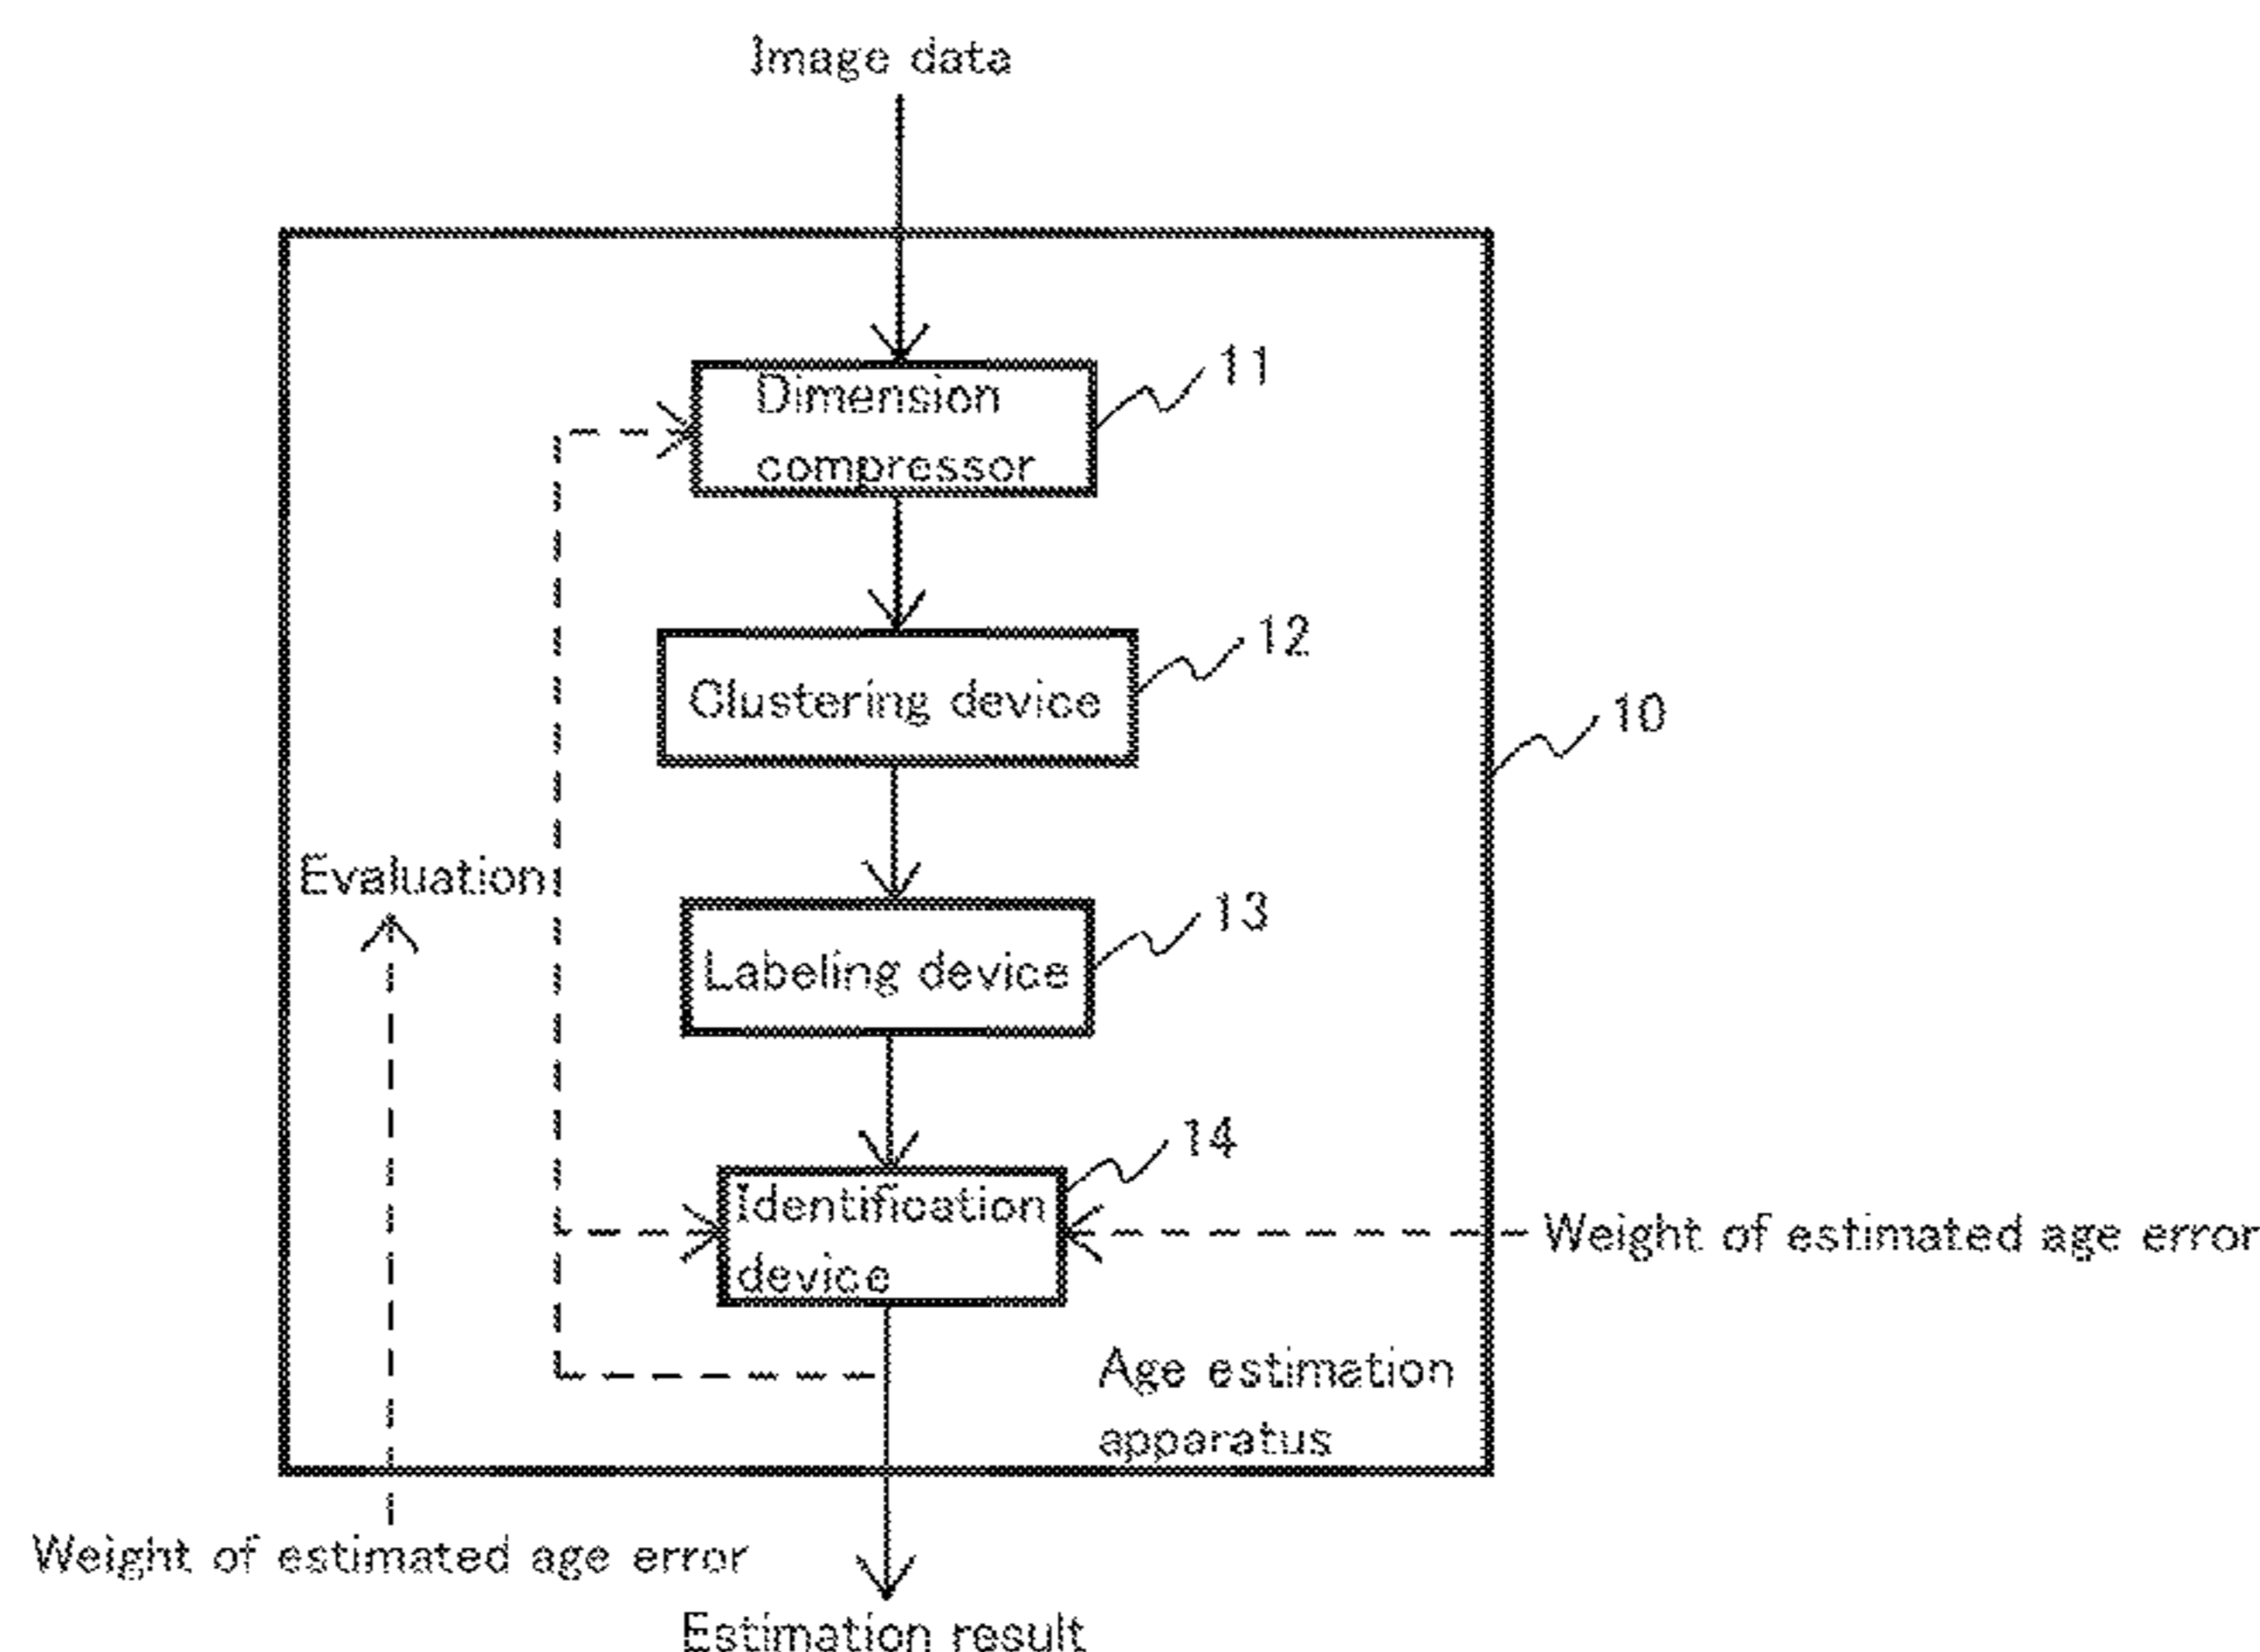 Image data
Dimension
compressor
11
Clustering device
12
10
Evaluation
Labeling device
13
Identification
device
14
Weight of estimated age error
Age estimation
apparatus
Weight of estimated age error
Estimation result